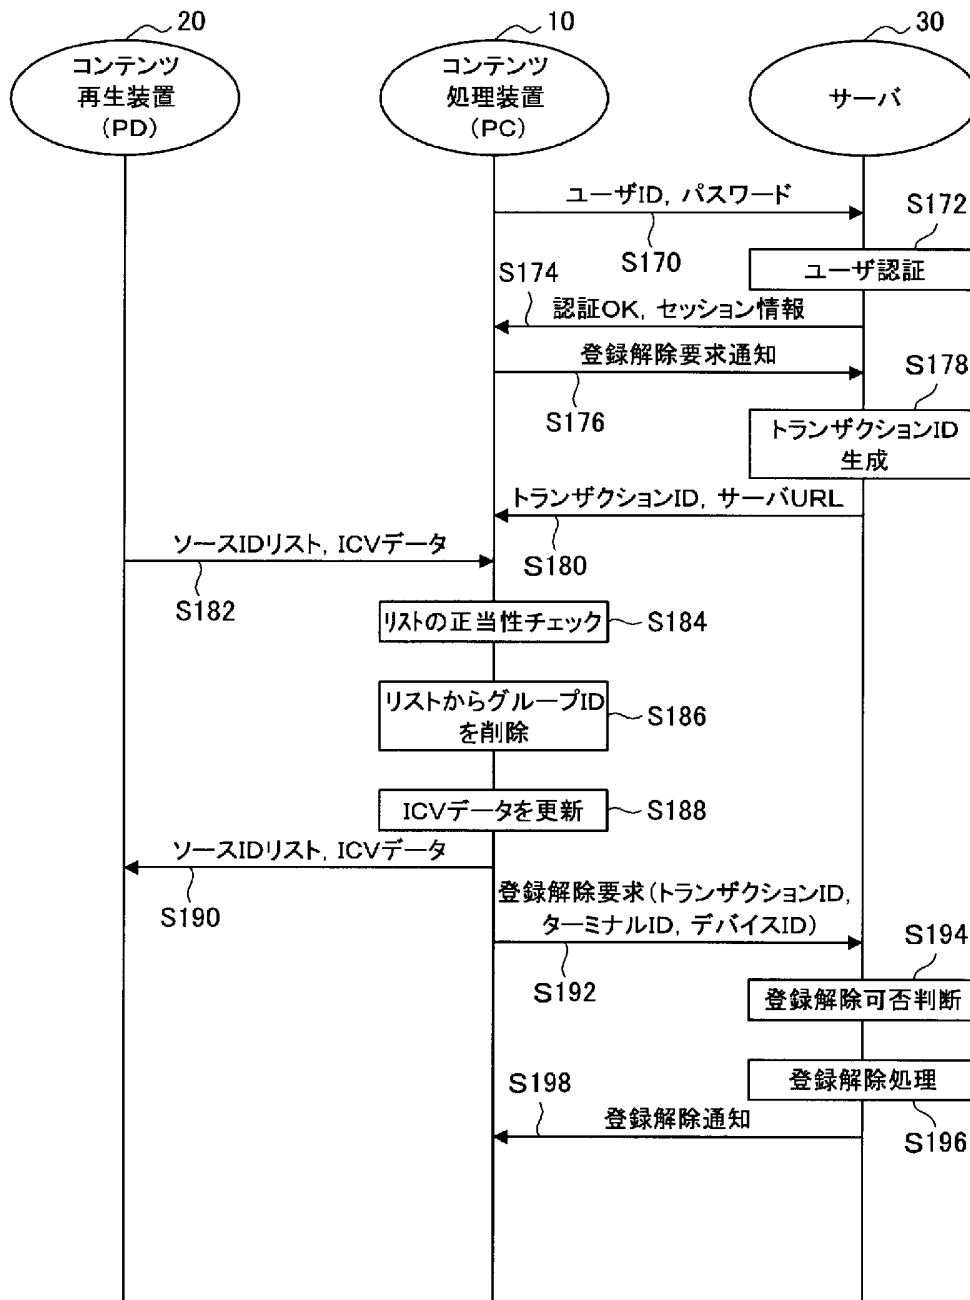 20
10
30
コンテンツ
再生装置
(PD)
コンテンツ
処理装置
(PC)
サーバ
ユーザID, パスワード
S170
S172
ユーザ認証
S174
認証OK, セッション情報
登録解除要求通知
S176
S178
トランザクションID
生成
トランザクションID, サーバURL
S180
ソースIDリスト, ICVデータ
S182
リストの正当性チェック
S184
リストからグループID
を削除
S186
ICVデータを更新
S188
ソースIDリスト, ICVデータ
S190
登録解除要求(トランザクションID,
ターミナルID, デバイスID)
S192
S194
登録解除可否判断
登録解除処理
S196
S198
登録解除通知